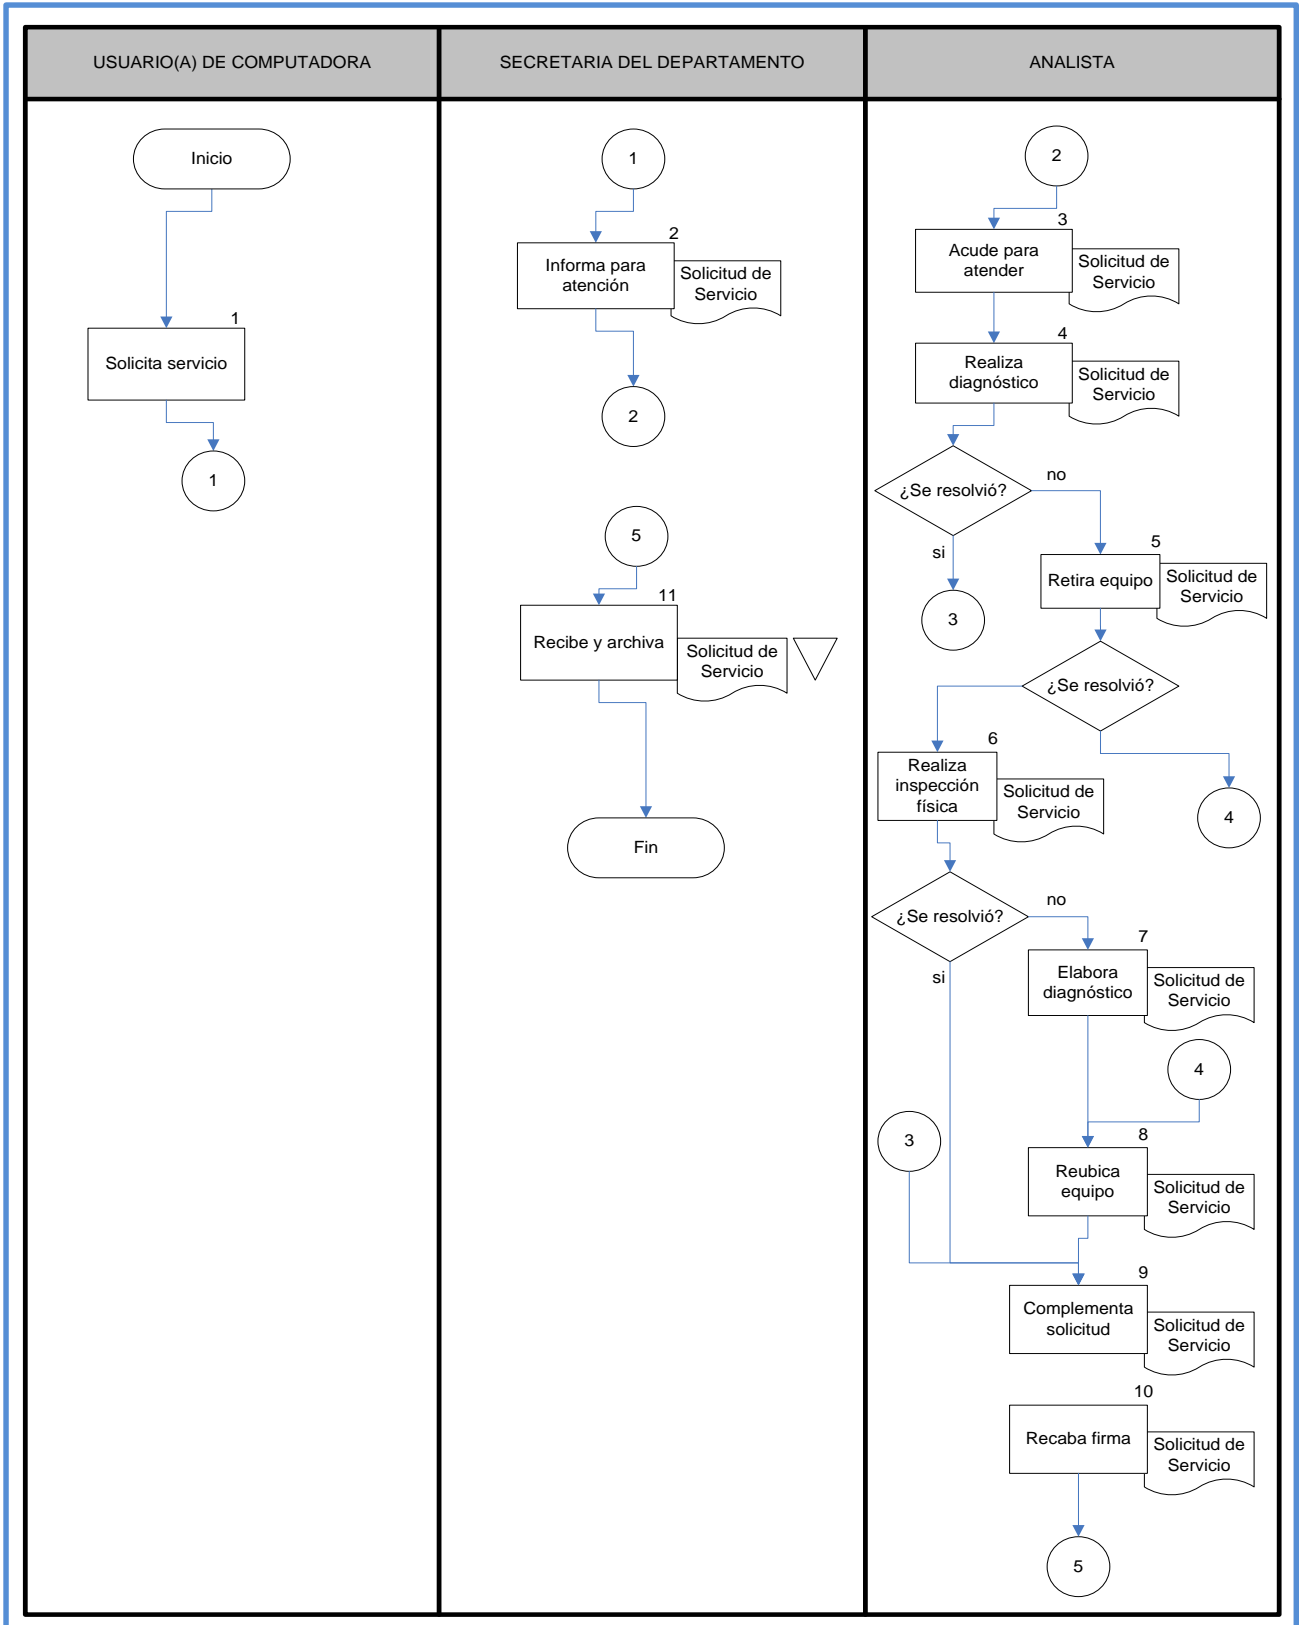 USUARIO(A) DE COMPUTADORA
SECRETARIA DEL DEPARTAMENTO
ANALISTA
Inicio
1
Solicita servicio
1
1
2
Informa para
atención
Solicitud de
Servicio
2
5
11
Recibe y archiva
Solicitud de
Servicio
Fin
2
3
Acude para
atender
Solicitud de
Servicio
4
Realiza
diagnóstico
Solicitud de
Servicio
¿Se resolvió?
no
si
3
5
Retira equipo
Solicitud de
Servicio
¿Se resolvió?
6
Realiza
inspección
física
Solicitud de
Servicio
4
¿Se resolvió?
no
si
7
Elabora
diagnóstico
Solicitud de
Servicio
4
3
8
Reubica
equipo
Solicitud de
Servicio
9
Complementa
solicitud
Solicitud de
Servicio
10
Recaba firma
Solicitud de
Servicio
5